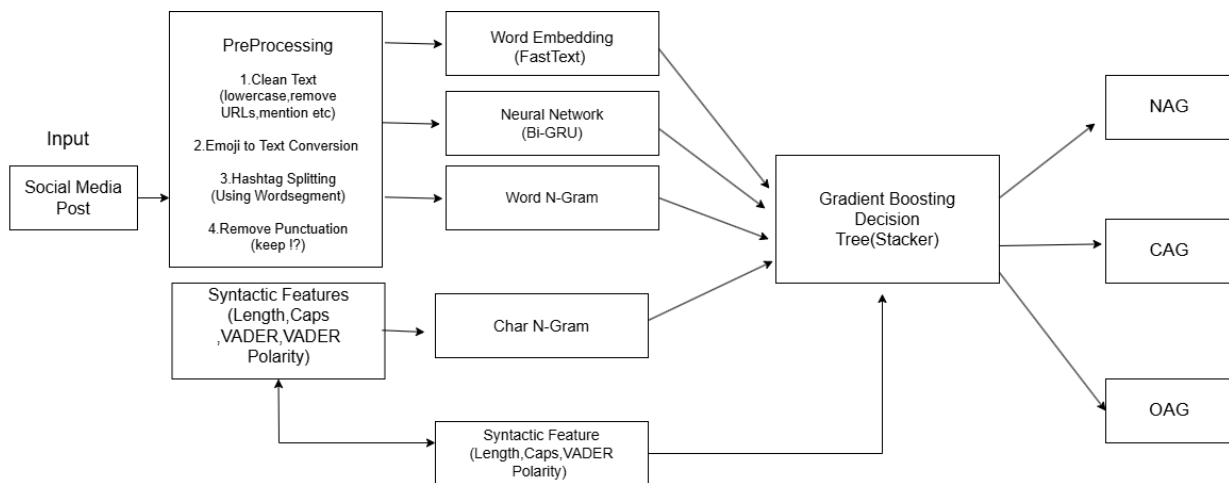 Input
Social Media
Post
PreProcessing
1.Clean Text
(lowercase,remove
URLs,mention etc)
2.Emoji to Text Conversion
3.Hashtag Splitting
(Using Wordsegment)
4.Remove Punctuation
(keep !?)
Syntactic Features
(Length,Caps
,VADER,VADER
Polarity)
Word Embedding
(FastText)
Neural Network
(Bi-GRU)
Word N-Gram
Char N-Gram
Syntactic Feature
(Length,Caps,VADER
Polarity)
Gradient Boosting
Decision
Tree(Stacker)
NAG
CAG
OAG